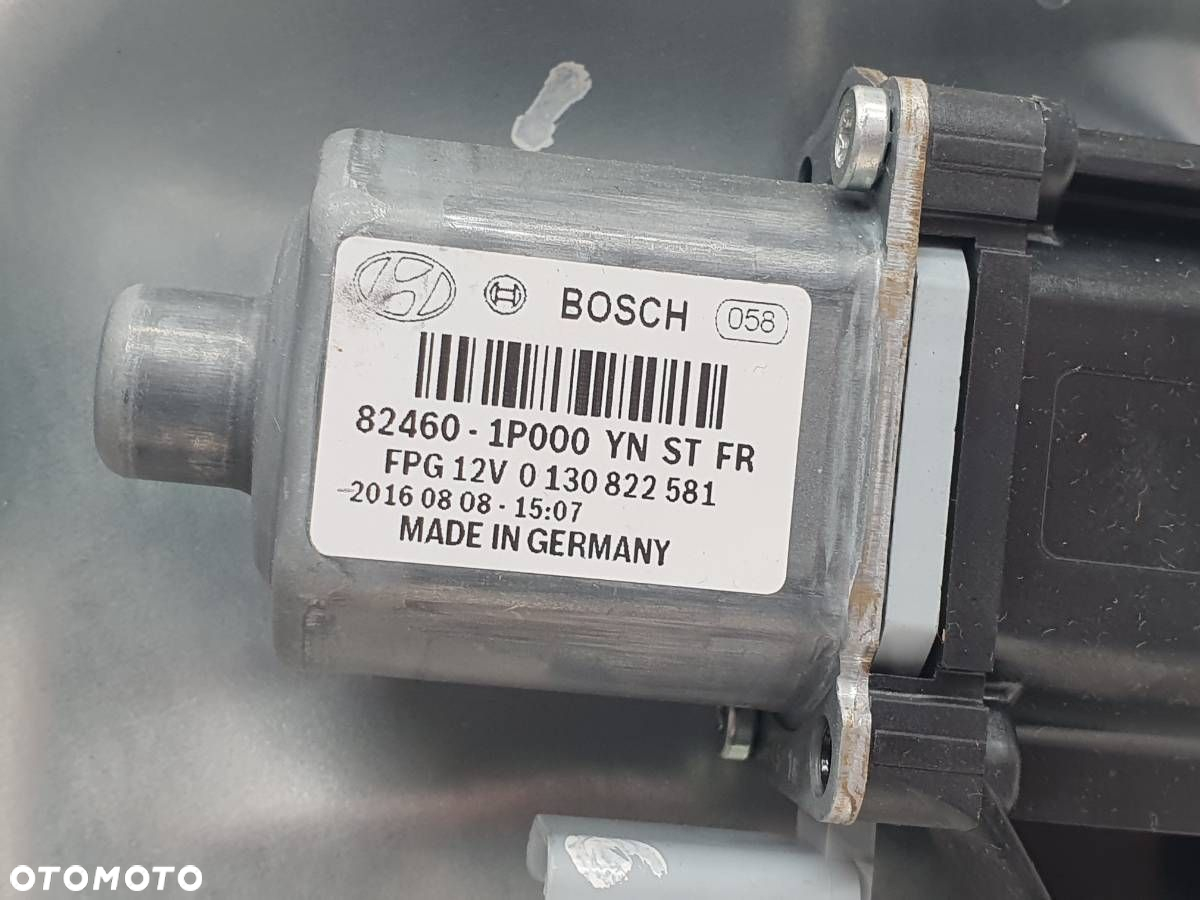 BOSCH 058
82460-1P000 YN ST FR
FPG 12V 0 130 822 581
2016 08 08 - 15:07
MADE IN GERMANY
OTOMOTO